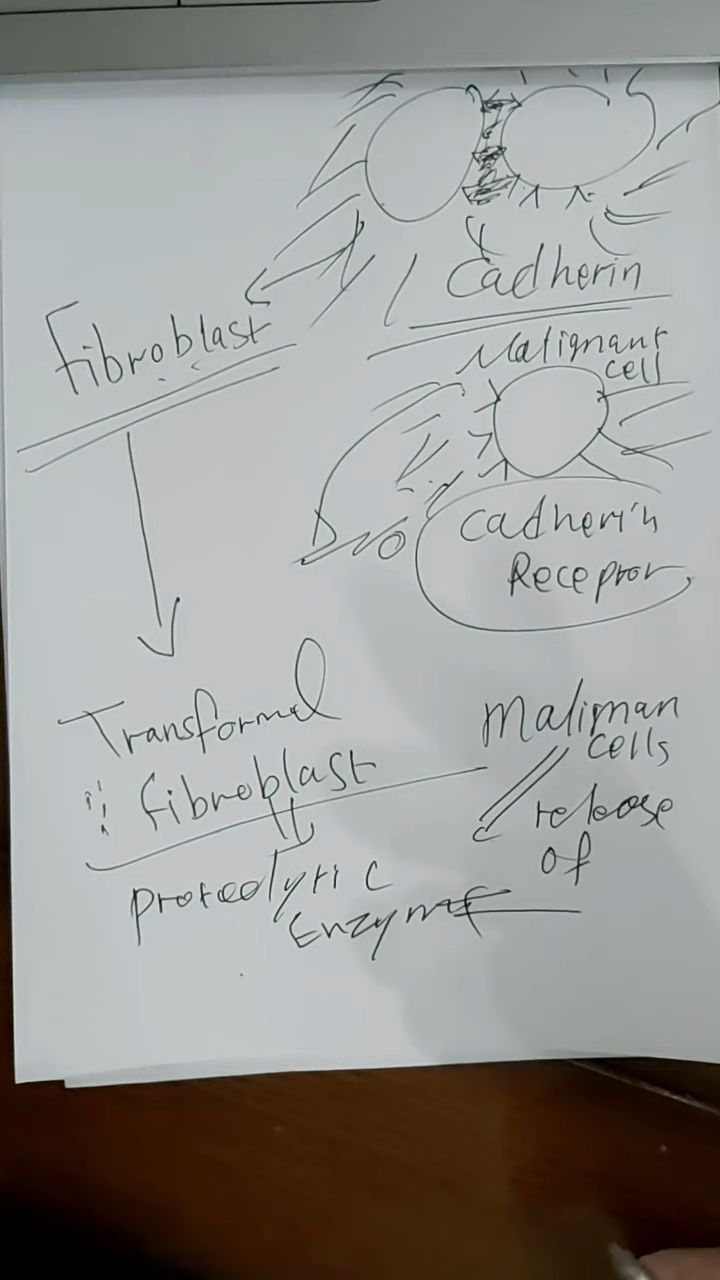 Cadherin
Fibroblast
Malignant
cell
Cadherin
Receptor
Transformed
fibroblast
Maligman
cells
release
of
Proteolytic
Enzyme